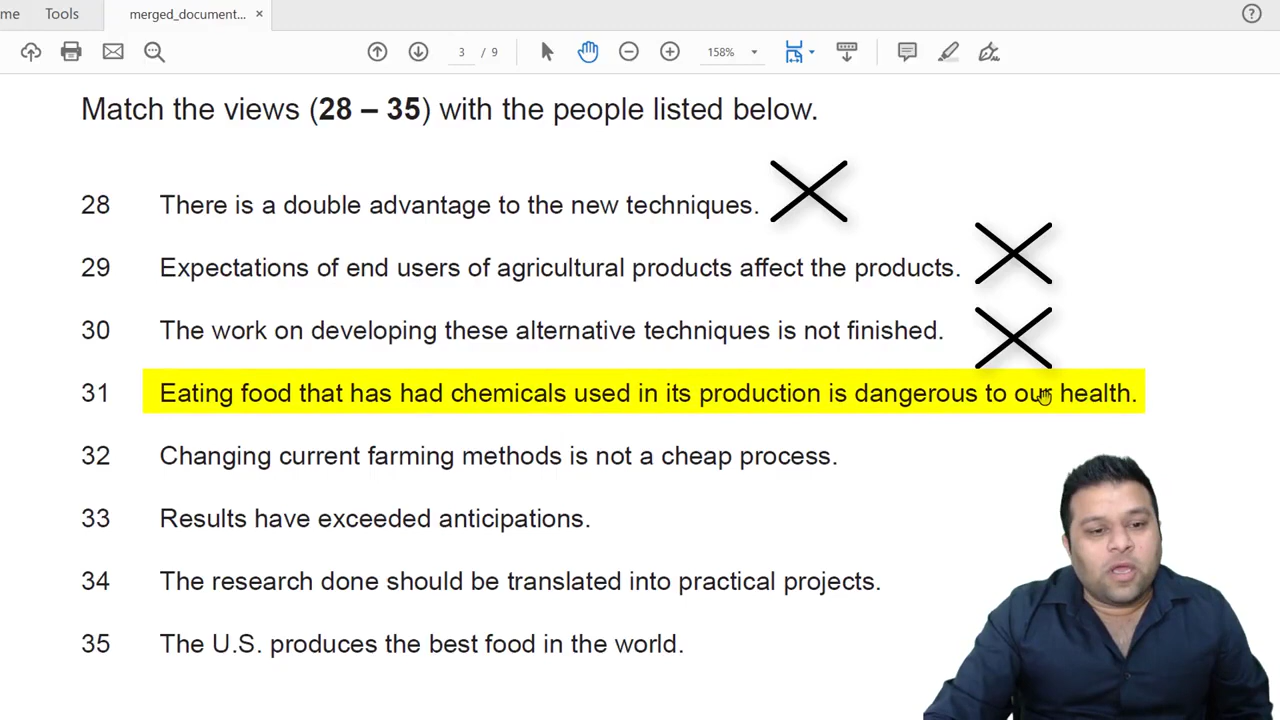 me Tools merged_document... ×
3 / 9 158%
Match the views (28 – 35) with the people listed below.
28 There is a double advantage to the new techniques.
29 Expectations of end users of agricultural products affect the products.
30 The work on developing these alternative techniques is not finished.
31 Eating food that has had chemicals used in its production is dangerous to our health.
32 Changing current farming methods is not a cheap process.
33 Results have exceeded anticipations.
34 The research done should be translated into practical projects.
35 The U.S. produces the best food in the world.